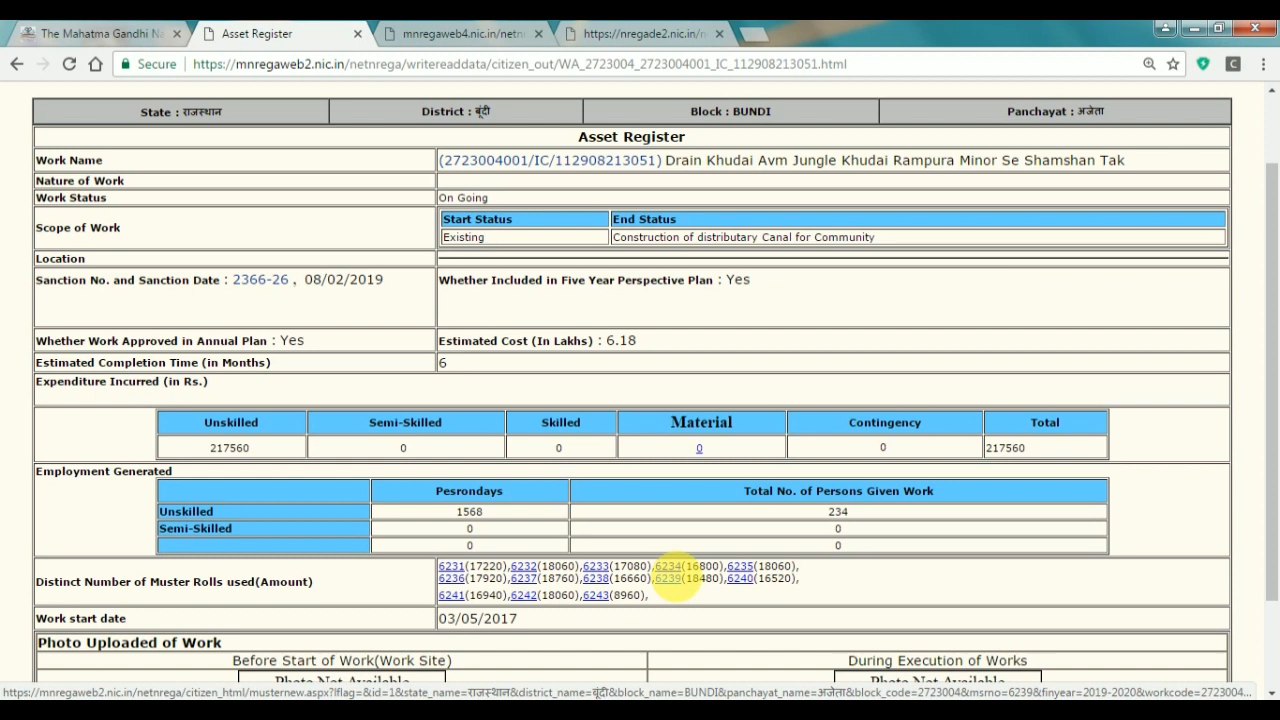 The Mahatma Gandhi Na
Asset Register
mnregaweb4.nic.in/netn
https://nregade2.nic.in/n
Secure
https://mnregaweb2.nic.in/netnrega/writereaddata/citizen_out/WA_2723004_2723004001_IC_112908213051.html
C
State : राजस्थान District : बूंदी Block : BUNDI Panchayat : अजेता
Asset Register
Work Name (2723004001/IC/112908213051) Drain Khudai Avm Jungle Khudai Rampura Minor Se Shamshan Tak
Nature of Work
Work Status On Going
Scope of Work
Start Status End Status
Existing Construction of distributary Canal for Community
Location
Sanction No. and Sanction Date : 2366-26 , 08/02/2019 Whether Included in Five Year Perspective Plan : Yes
Whether Work Approved in Annual Plan : Yes Estimated Cost (In Lakhs) : 6.18
Estimated Completion Time (in Months) 6
Expenditure Incurred (in Rs.)
Unskilled Semi-Skilled Skilled Material Contingency Total
217560 0 0 0 0 217560
Employment Generated
Pesrondays Total No. of Persons Given Work
Unskilled 1568 234
Semi-Skilled 0 0
0 0
Distinct Number of Muster Rolls used(Amount)
6231(17220),6232(18060),6233(17080),6234(16800),6235(18060),
6236(17920),6237(18760),6238(16660),6239(18480),6240(16520),
6241(16940),6242(18060),6243(8960),
Work start date 03/05/2017
Photo Uploaded of Work
Before Start of Work(Work Site) During Execution of Works
Photo Not Available Photo Not Available
https://mnregaweb2.nic.in/netnrega/citizen_html/musternew.aspx?lflag=&id=1&state_name=राजस्थान&district_name=बूंदी&block_name=BUNDI&panchayat_name=अजेता&block_code=2723004&msrno=6239&finyear=2019-2020&workcode=2723004...